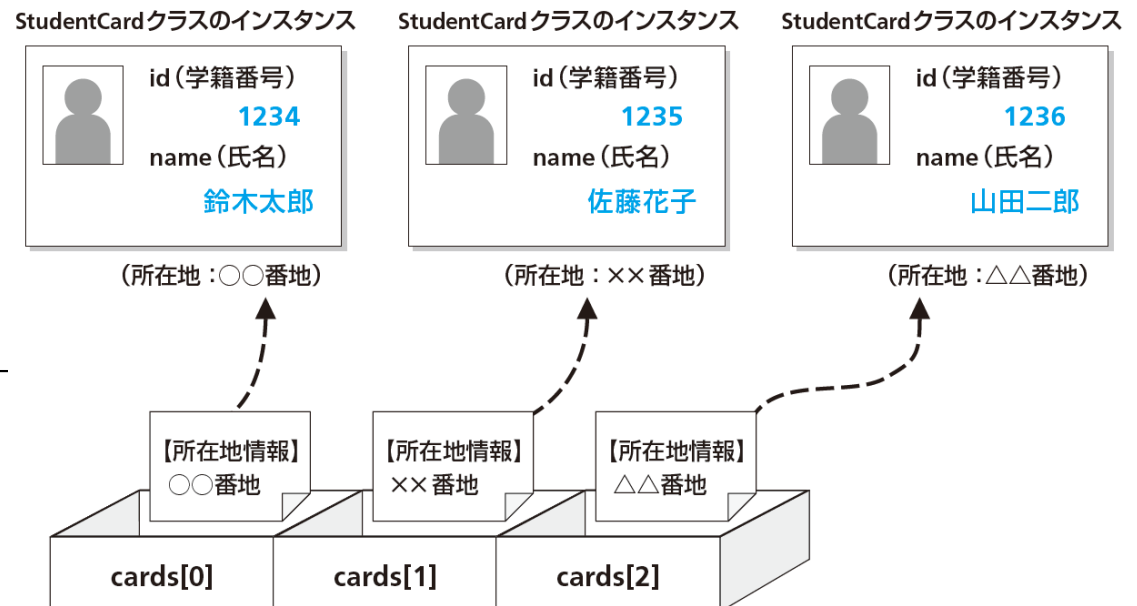 StudentCardクラスのインスタンス
id(学籍番号)
1234
name(氏名)
鈴木太郎
(所在地:○○番地)
StudentCardクラスのインスタンス
id(学籍番号)
1235
name(氏名)
佐藤花子
(所在地:××番地)
StudentCardクラスのインスタンス
id(学籍番号)
1236
name(氏名)
山田二郎
(所在地:△△番地)
【所在地情報】
○○番地
【所在地情報】
××番地
【所在地情報】
△△番地
cards[0]
cards[1]
cards[2]